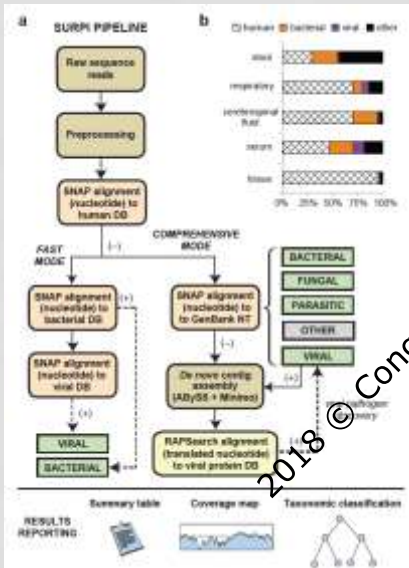 a
SURPI PIPELINE
Raw sequence
reads
Preprocessing
SNAP alignment
(nucleotide) to
human DB
(–)
FAST
MODE
COMPREHENSIVE
MODE
SNAP alignment
(nucleotide) to
bacterial DB
(+)
SNAP alignment
(nucleotide) to
viral DB
(+)
VIRAL
BACTERIAL
SNAP alignment
(nucleotide) to
to GenBank NT
(–)
De novo contig
assembly
(ABySS + Minimo)
(+)
RAPSearch alignment
(translated nucleotide)
to viral protein DB
(+)
BACTERIAL
FUNGAL
PARASITIC
OTHER
VIRAL
pathogen
discovery
b
human bacterial viral other
stool
respiratory
cerebrospinal
fluid
serum
tissue
0% 25% 50% 75% 100%
RESULTS
REPORTING
Summary table
Coverage map
Taxonomic classification
2018 © Conc